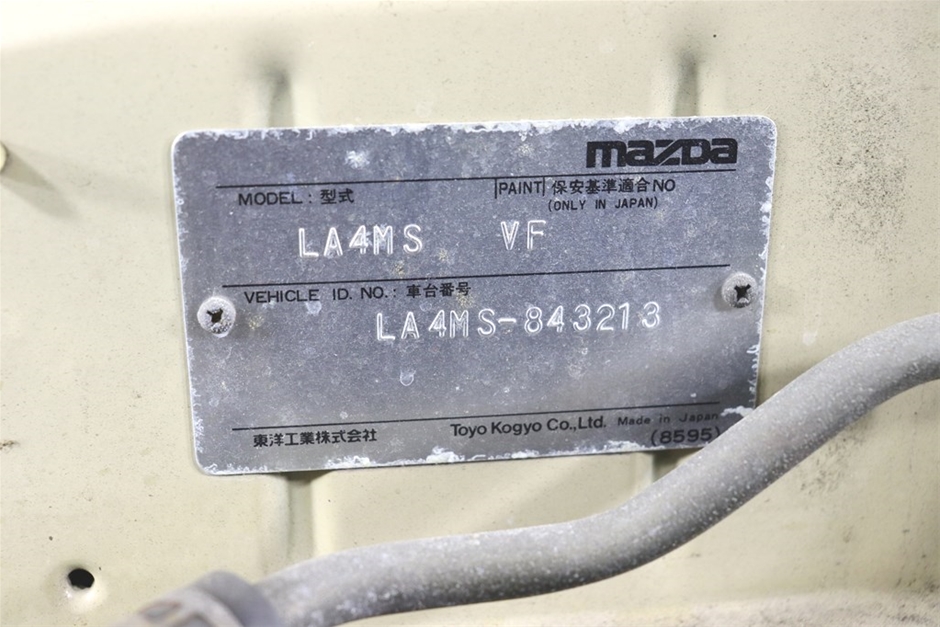 mazda
MODEL : 型式 |PAINT| 保安基準適合NO
(ONLY IN JAPAN)
LA4MS VF
VEHICLE ID. NO. : 車台番号
LA4MS-843213
東洋工業株式会社 Toyo Kogyo Co.,Ltd. Made in Japan
(8595)